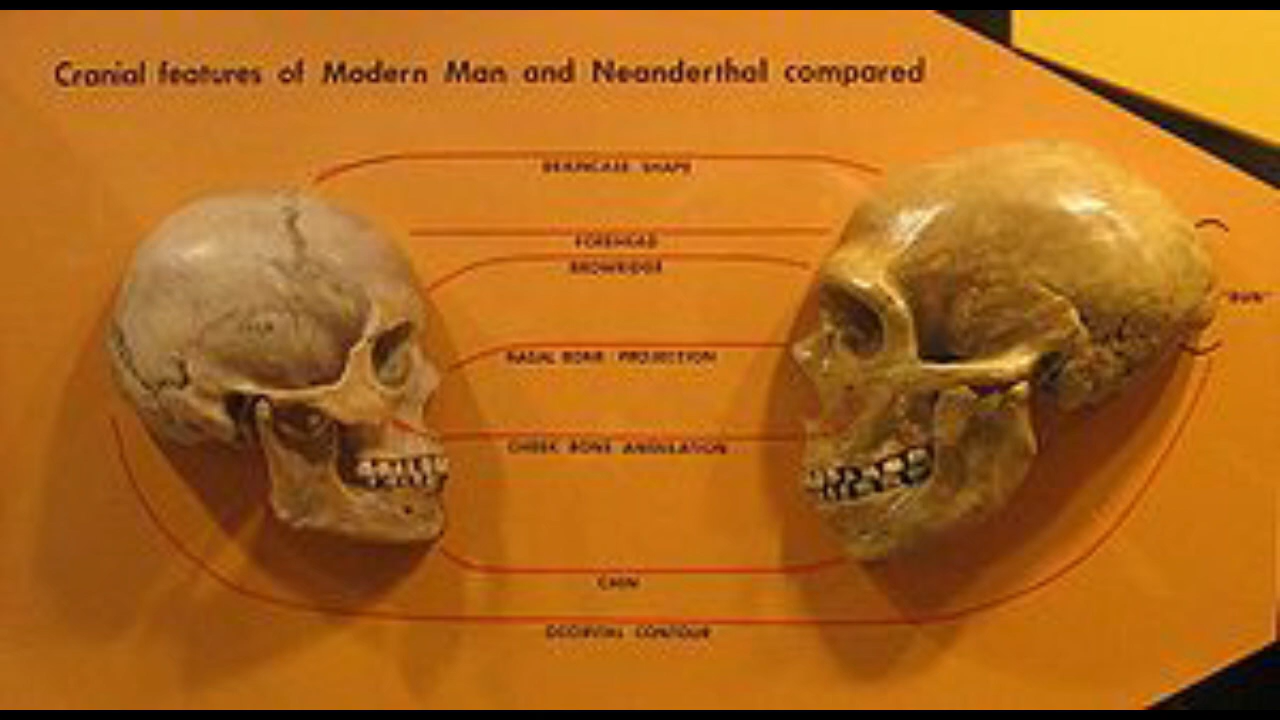 Cranial features of Modern Man and Neanderthal compared
BRAINCASE SHAPE
FOREHEAD
BROWRIDGE
NASAL BONE PROJECTION
"BUN"
CHEEK BONE ANGULATION
CHIN
OCCIPITAL CONTOUR